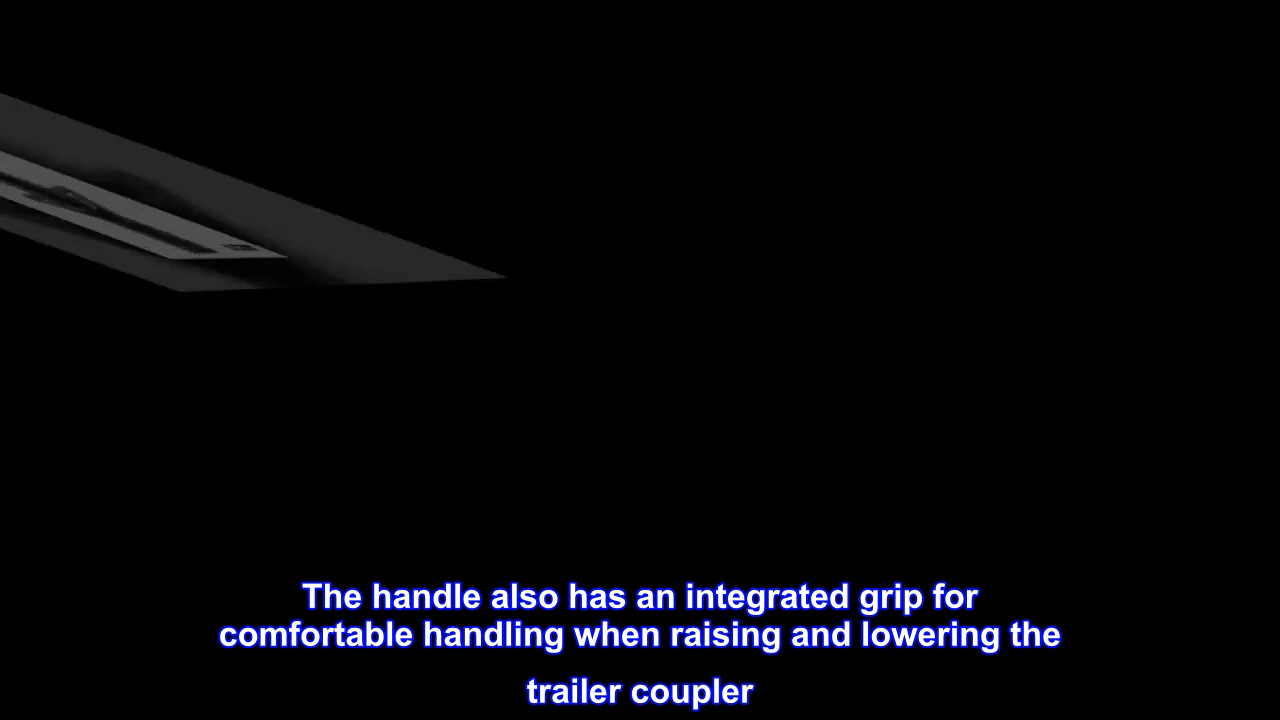 The handle also has an integrated grip for
comfortable handling when raising and lowering the
trailer coupler